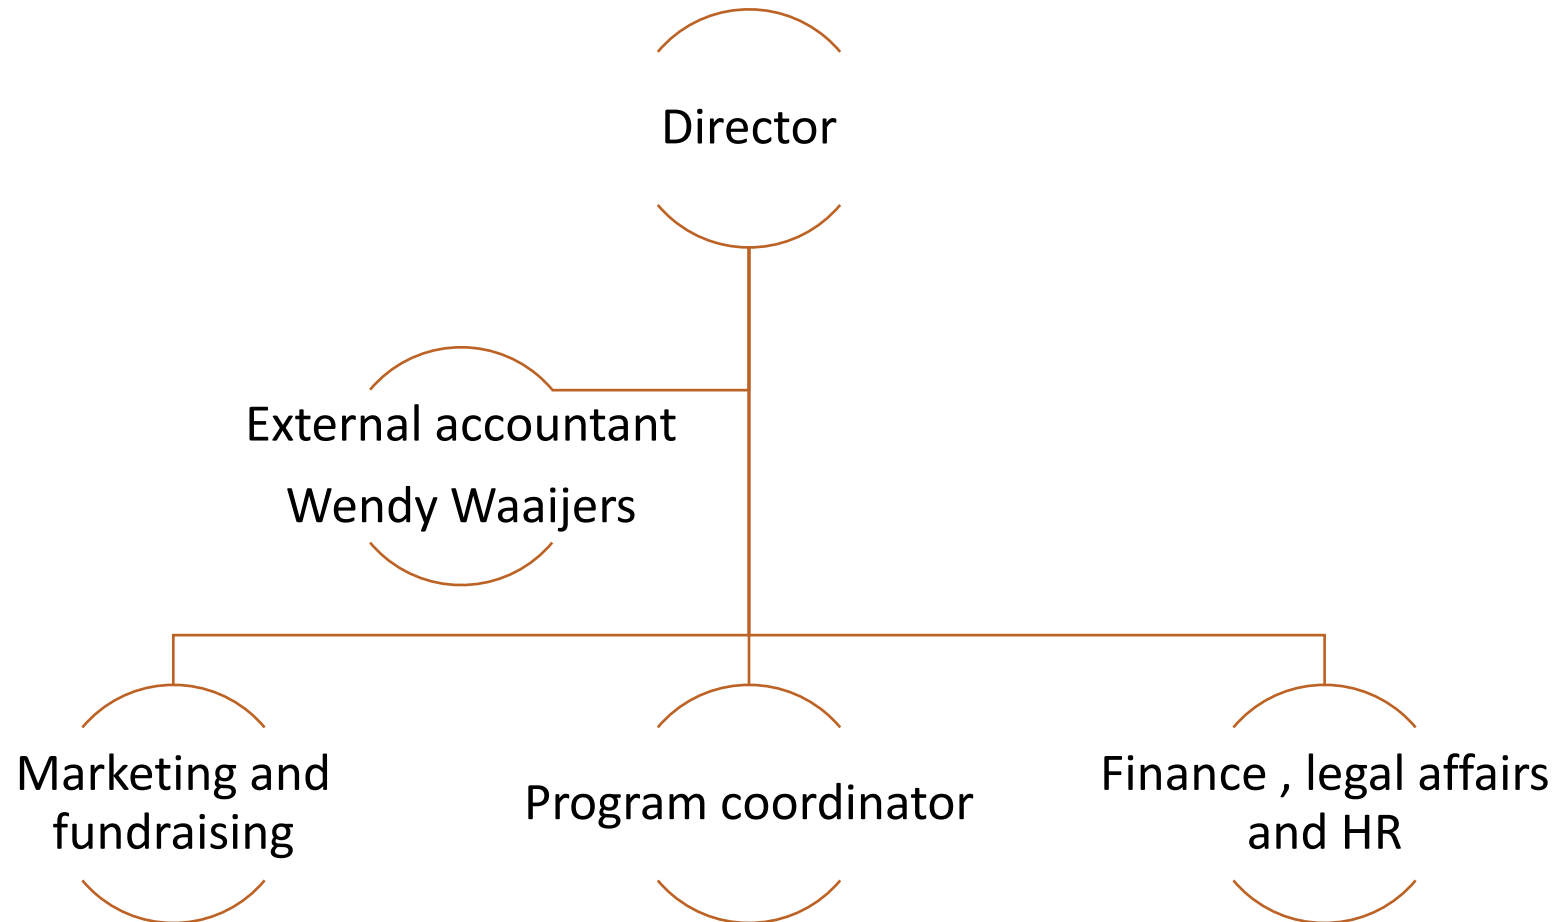 Director
External accountant
Wendy Waaijers
Marketing and
fundraising
Program coordinator
Finance , legal affairs
and HR